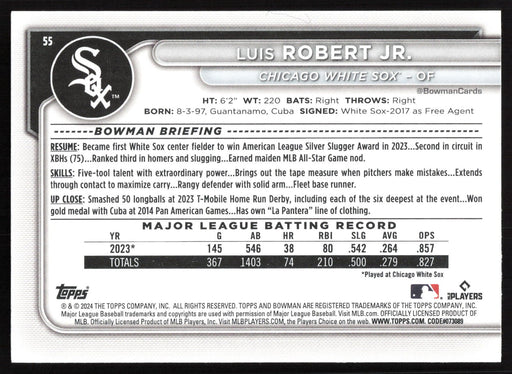 55
Sox
TM
LUIS ROBERT JR.
CHICAGO WHITE SOX™ - OF
@BowmanCards
HT: 6'2" WT: 220 BATS: Right THROWS: Right
BORN: 8-3-97, Guantanamo, Cuba SIGNED: White Sox-2017 as Free Agent
BOWMAN BRIEFING
RESUME: Became first White Sox center fielder to win American League Silver Slugger Award in 2023...Second in circuit in
XBHs (75)...Ranked third in homers and slugging...Earned maiden MLB All-Star Game nod.
SKILLS: Five-tool talent with extraordinary power...Brings out the tape measure when pitchers make mistakes...Extends
through contact to maximize carry...Rangy defender with solid arm...Fleet base runner.
UP CLOSE: Smashed 50 longballs at 2023 T-Mobile Home Run Derby, including each of the six deepest at the event...Won
gold medal with Cuba at 2014 Pan American Games...Has own "La Pantera" line of clothing.
MAJOR LEAGUE BATTING RECORD
YR G AB HR RBI SLG AVG OPS
2023* 145 546 38 80 .542 .264 .857
TOTALS 367 1403 74 210 .500 .279 .827
*Played at Chicago White Sox
Topps
PLAYERS
® & © 2024 THE TOPPS COMPANY, INC. ALL RIGHTS RESERVED. TOPPS AND BOWMAN ARE REGISTERED TRADEMARKS OF THE TOPPS COMPANY, INC.
Major League Baseball trademarks and copyrights are used with permission of Major League Baseball. Visit MLB.com. OFFICIALLY LICENSED PRODUCT OF
MLB. Officially Licensed Product of MLB Players, Inc. Visit MLBPLAYERS.com, the Players Choice on the web. WWW.TOPPS.COM. CODE#073089